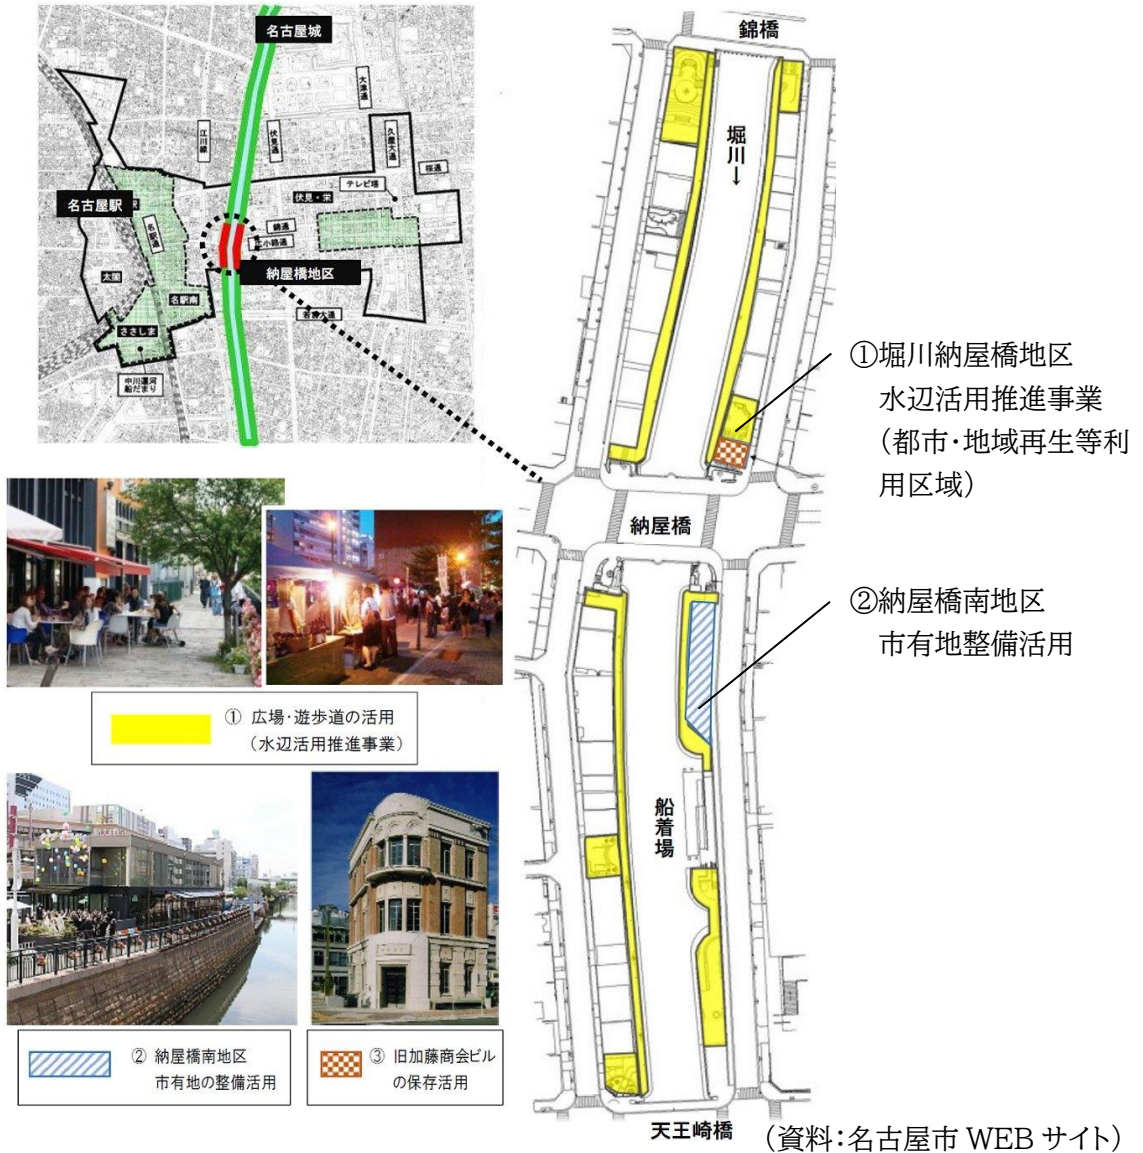 名古屋城
大津通
江川線
伏見通
久屋大通
桜通
テレビ塔
名古屋駅
伏見・栄
名駅通
錦通
広小路通
太閤
納屋橋地区
名駅南
若宮大通
ささしま
中川運河
船だまり
錦橋
堀川→
①堀川納屋橋地区
水辺活用推進事業
(都市・地域再生等利
用区域)
納屋橋
②納屋橋南地区
市有地整備活用
① 広場・遊歩道の活用
(水辺活用推進事業)
船着場
② 納屋橋南地区
市有地の整備活用
③ 旧加藤商会ビル
の保存活用
天王崎橋
(資料:名古屋市 WEB サイト)